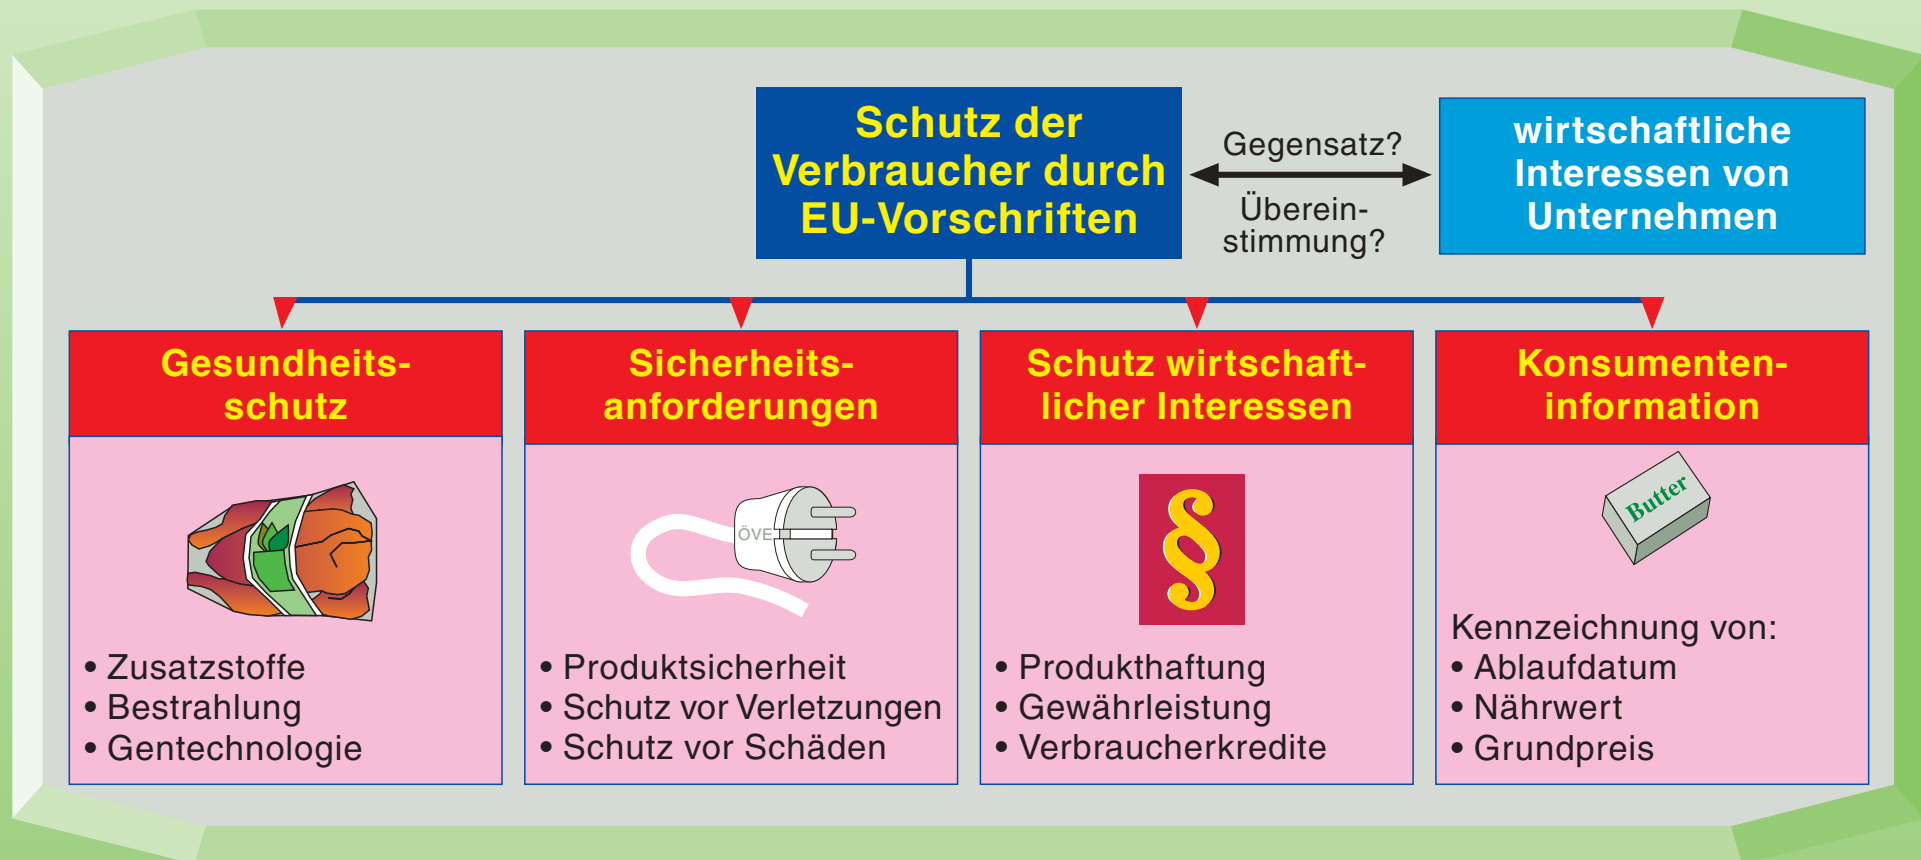 Schutz der
Verbraucher durch
EU-Vorschriften
Gegensatz?
Überein-
stimmung?
wirtschaftliche
Interessen von
Unternehmen
Gesundheits-
schutz
• Zusatzstoffe
• Bestrahlung
• Gentechnologie
Sicherheits-
anforderungen
ÖVE
• Produktsicherheit
• Schutz vor Verletzungen
• Schutz vor Schäden
Schutz wirtschaft-
licher Interessen
§
• Produkthaftung
• Gewährleistung
• Verbraucherkredite
Konsumenten-
information
Butter
Kennzeichnung von:
• Ablaufdatum
• Nährwert
• Grundpreis